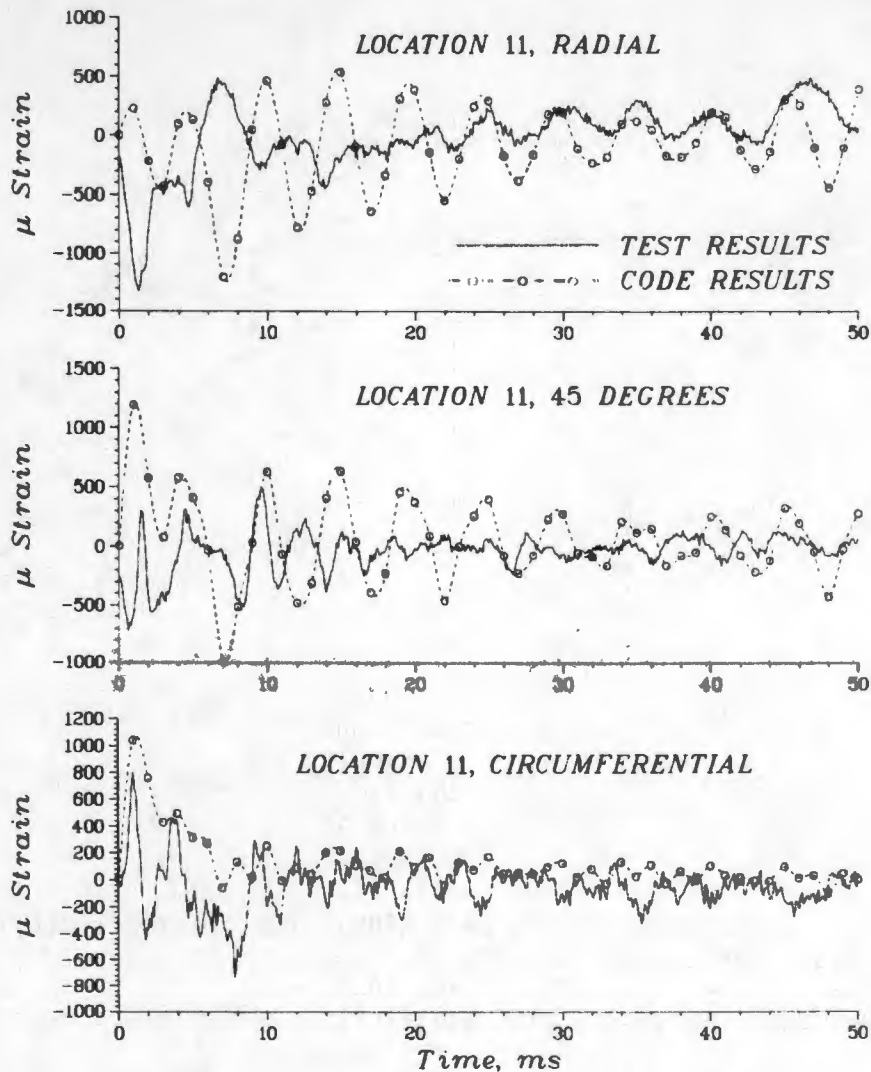 1000
500
0
-500
-1000
-1500
μ Strain
LOCATION 11, RADIAL
TEST RESULTS
CODE RESULTS
0 10 20 30 40 50
1500
1000
500
0
-500
-1000
μ Strain
LOCATION 11, 45 DEGREES
0 10 20 30 40 50
1200
1000
800
600
400
200
0
-200
-400
-600
-800
-1000
μ Strain
LOCATION 11, CIRCUMFERENTIAL
0 10 20 30 40 50
Time, ms